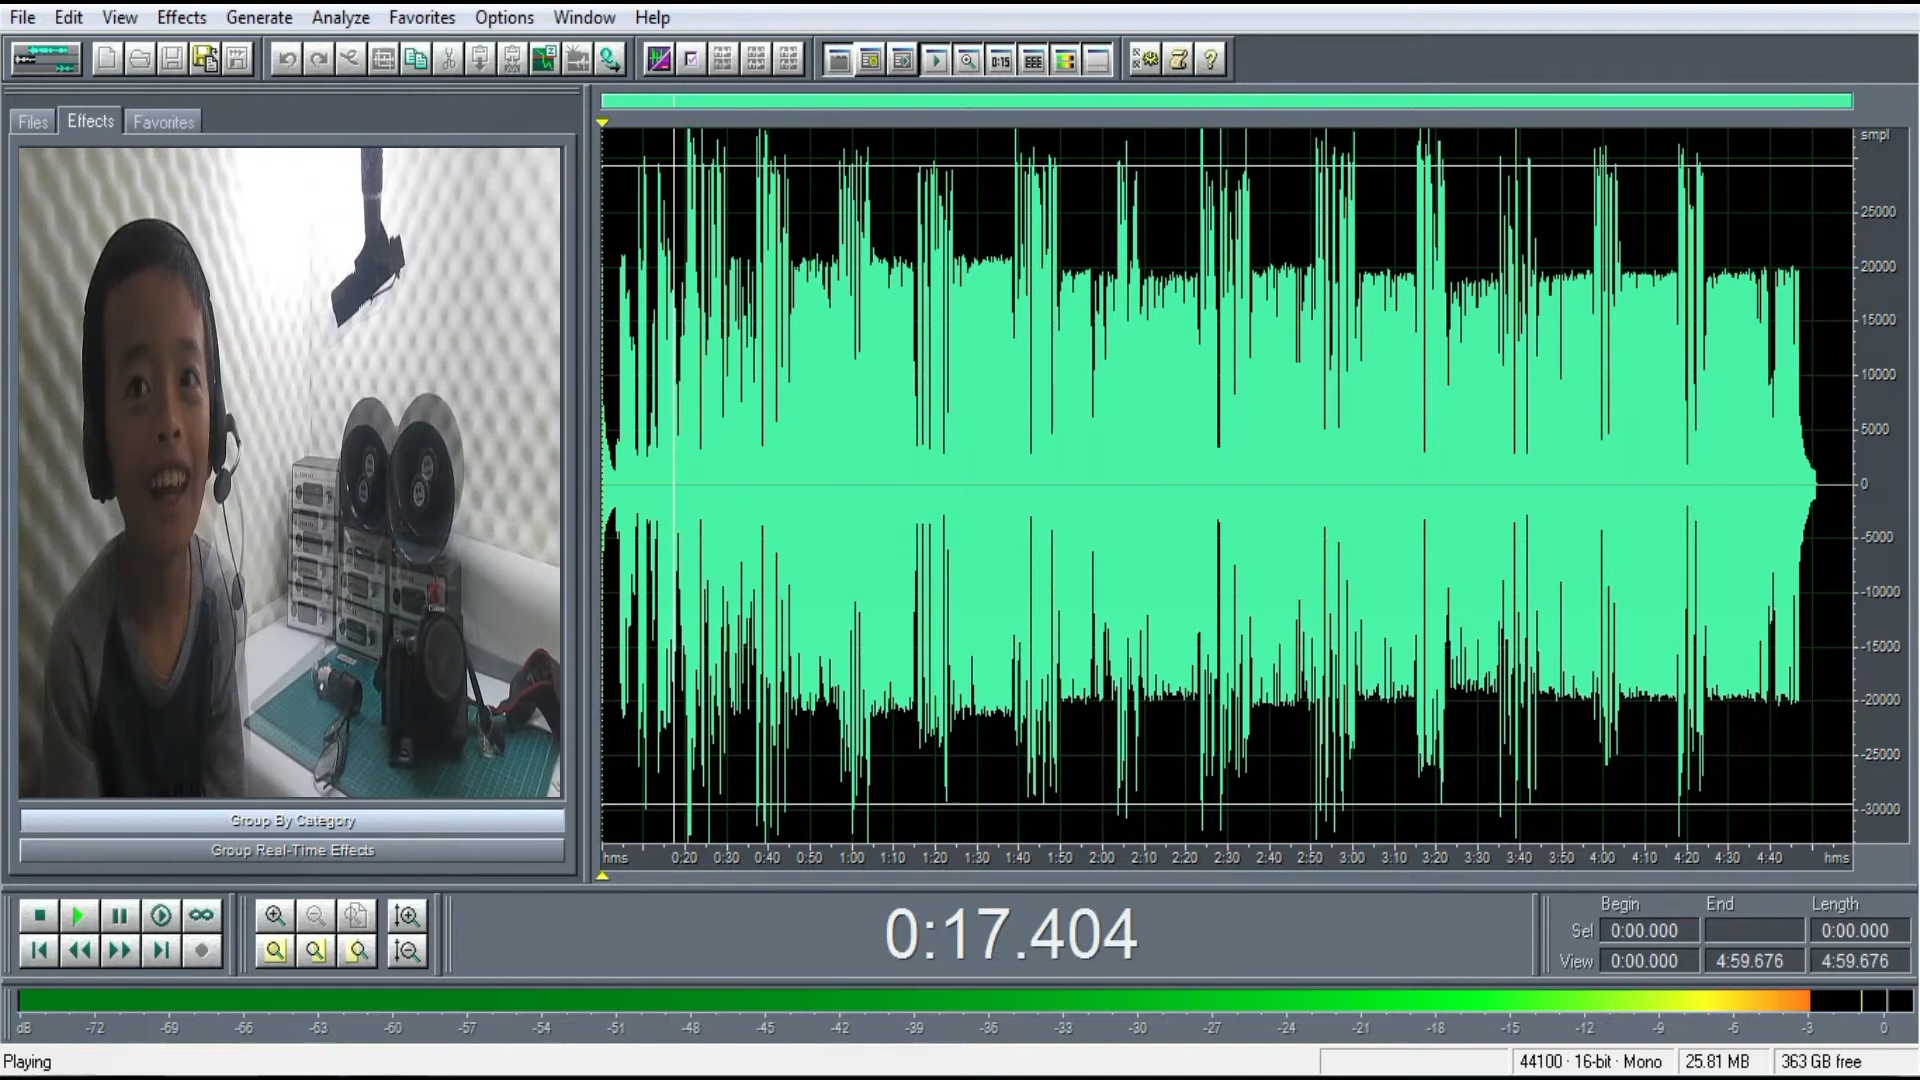 File Edit View Effects Generate Analyze Favorites Options Window Help
0:15
Files Effects Favorites
smpl
25000
20000
15000
10000
5000
0
-5000
-10000
-15000
-20000
-25000
-30000
hms 0:20 0:30 0:40 0:50 1:00 1:10 1:20 1:30 1:40 1:50 2:00 2:10 2:20 2:30 2:40 2:50 3:00 3:10 3:20 3:30 3:40 3:50 4:00 4:10 4:20 4:30 4:40 hms
Group By Category
Group Real-Time Effects
0:17.404
Begin End Length
Sel 0:00.000 0:00.000
View 0:00.000 4:59.676 4:59.676
dB -72 -69 -66 -63 -60 -57 -54 -51 -48 -45 -42 -39 -36 -33 -30 -27 -24 -21 -18 -15 -12 -9 -6 -3 0
Playing 44100 · 16-bit · Mono 25.81 MB 363 GB free